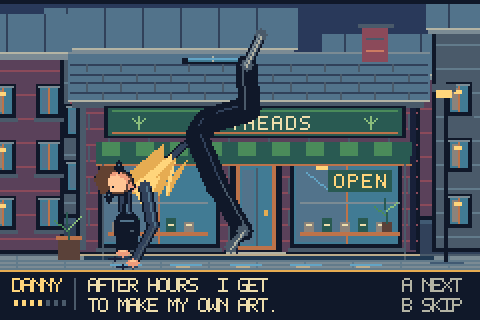 HEADS
OPEN
DANNY
AFTER HOURS I GET
TO MAKE MY OWN ART.
A NEXT
B SKIP